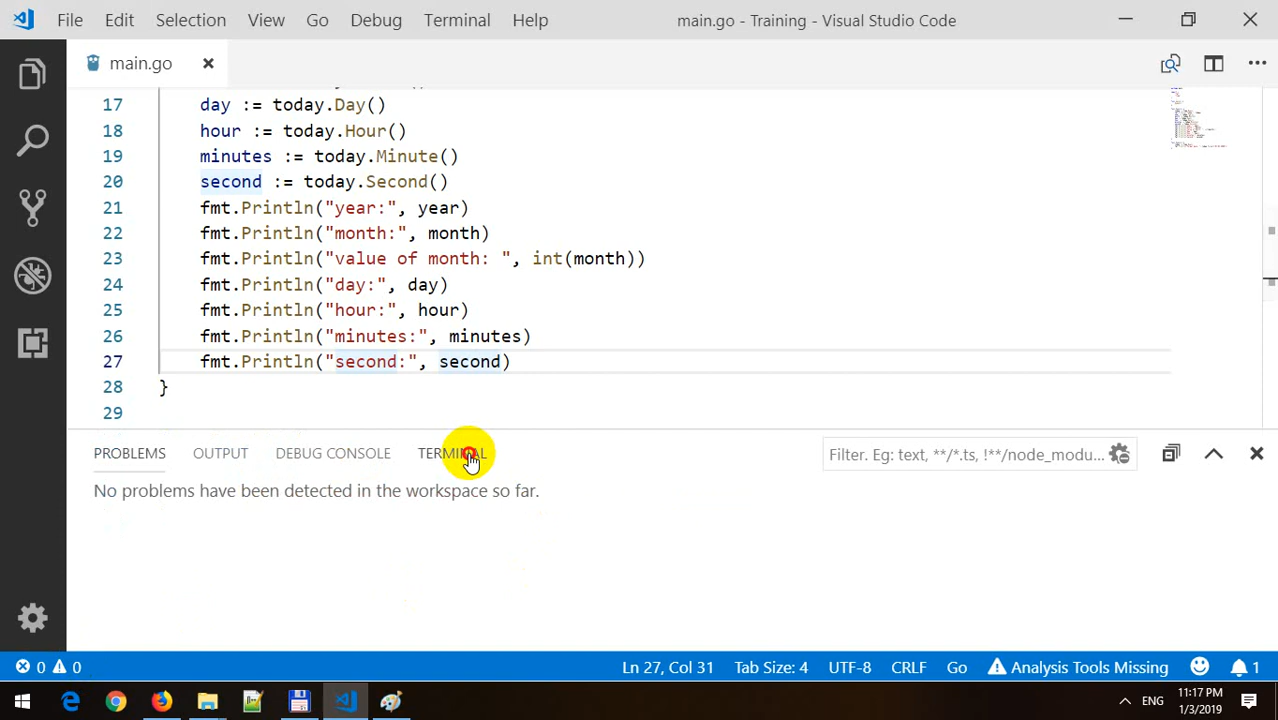 File Edit Selection View Go Debug Terminal Help main.go - Training - Visual Studio Code
main.go
17 day := today.Day()
18 hour := today.Hour()
19 minutes := today.Minute()
20 second := today.Second()
21 fmt.Println("year:", year)
22 fmt.Println("month:", month)
23 fmt.Println("value of month: ", int(month))
24 fmt.Println("day:", day)
25 fmt.Println("hour:", hour)
26 fmt.Println("minutes:", minutes)
27 fmt.Println("second:", second)
28 }
29
PROBLEMS OUTPUT DEBUG CONSOLE TERMINAL Filter. Eg: text, **/*.ts, !**/node_modu...
No problems have been detected in the workspace so far.
0 0 Ln 27, Col 31 Tab Size: 4 UTF-8 CRLF Go Analysis Tools Missing 1
ENG 11:17 PM
1/3/2019